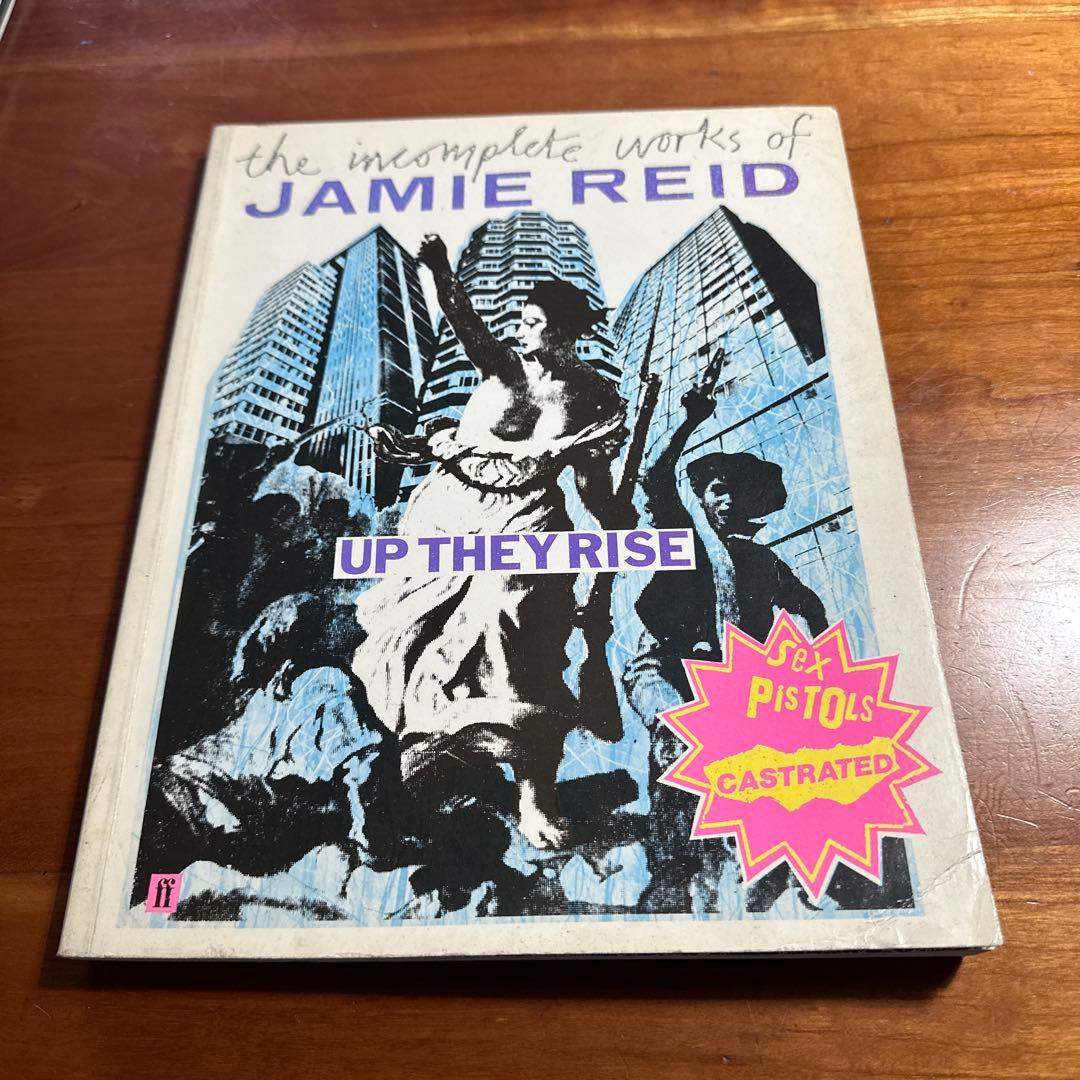 the incomplete works of
JAMIE REID
UP THEY RISE
Sex
PiSTOLS
CASTRATED
ff